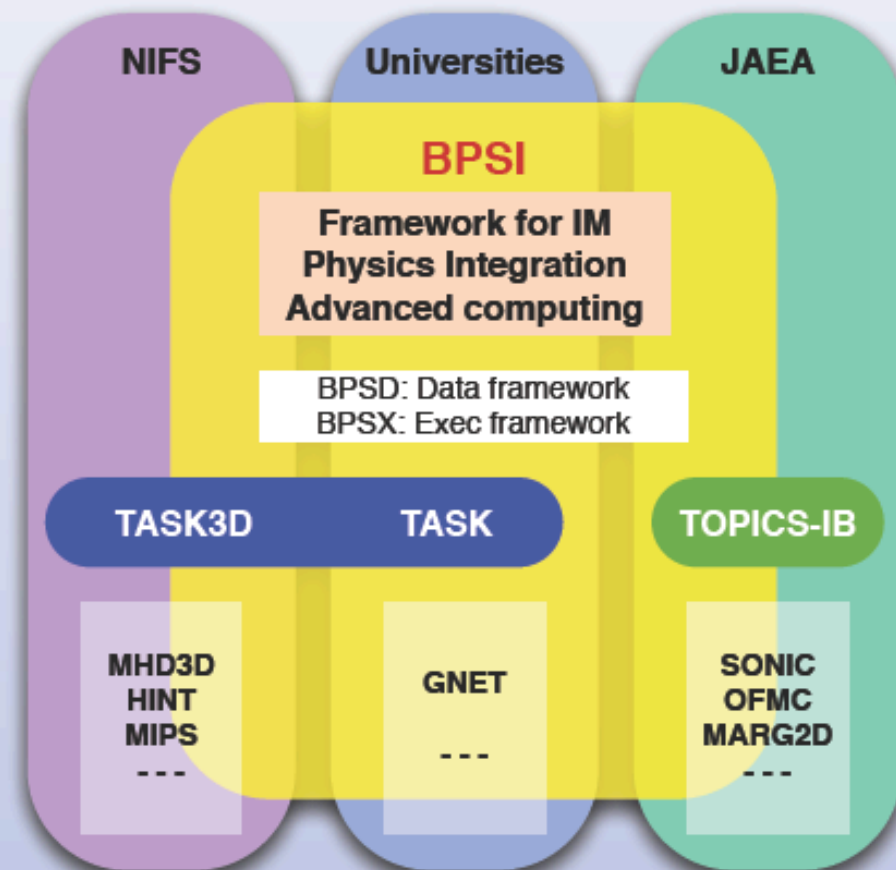 NIFS
Universities
JAEA
BPSI
Framework for IM
Physics Integration
Advanced computing
BPSD: Data framework
BPSX: Exec framework
TASK3D
TASK
TOPICS-IB
MHD3D
HINT
MIPS
- - -
GNET
- - -
SONIC
OFMC
MARG2D
- - -